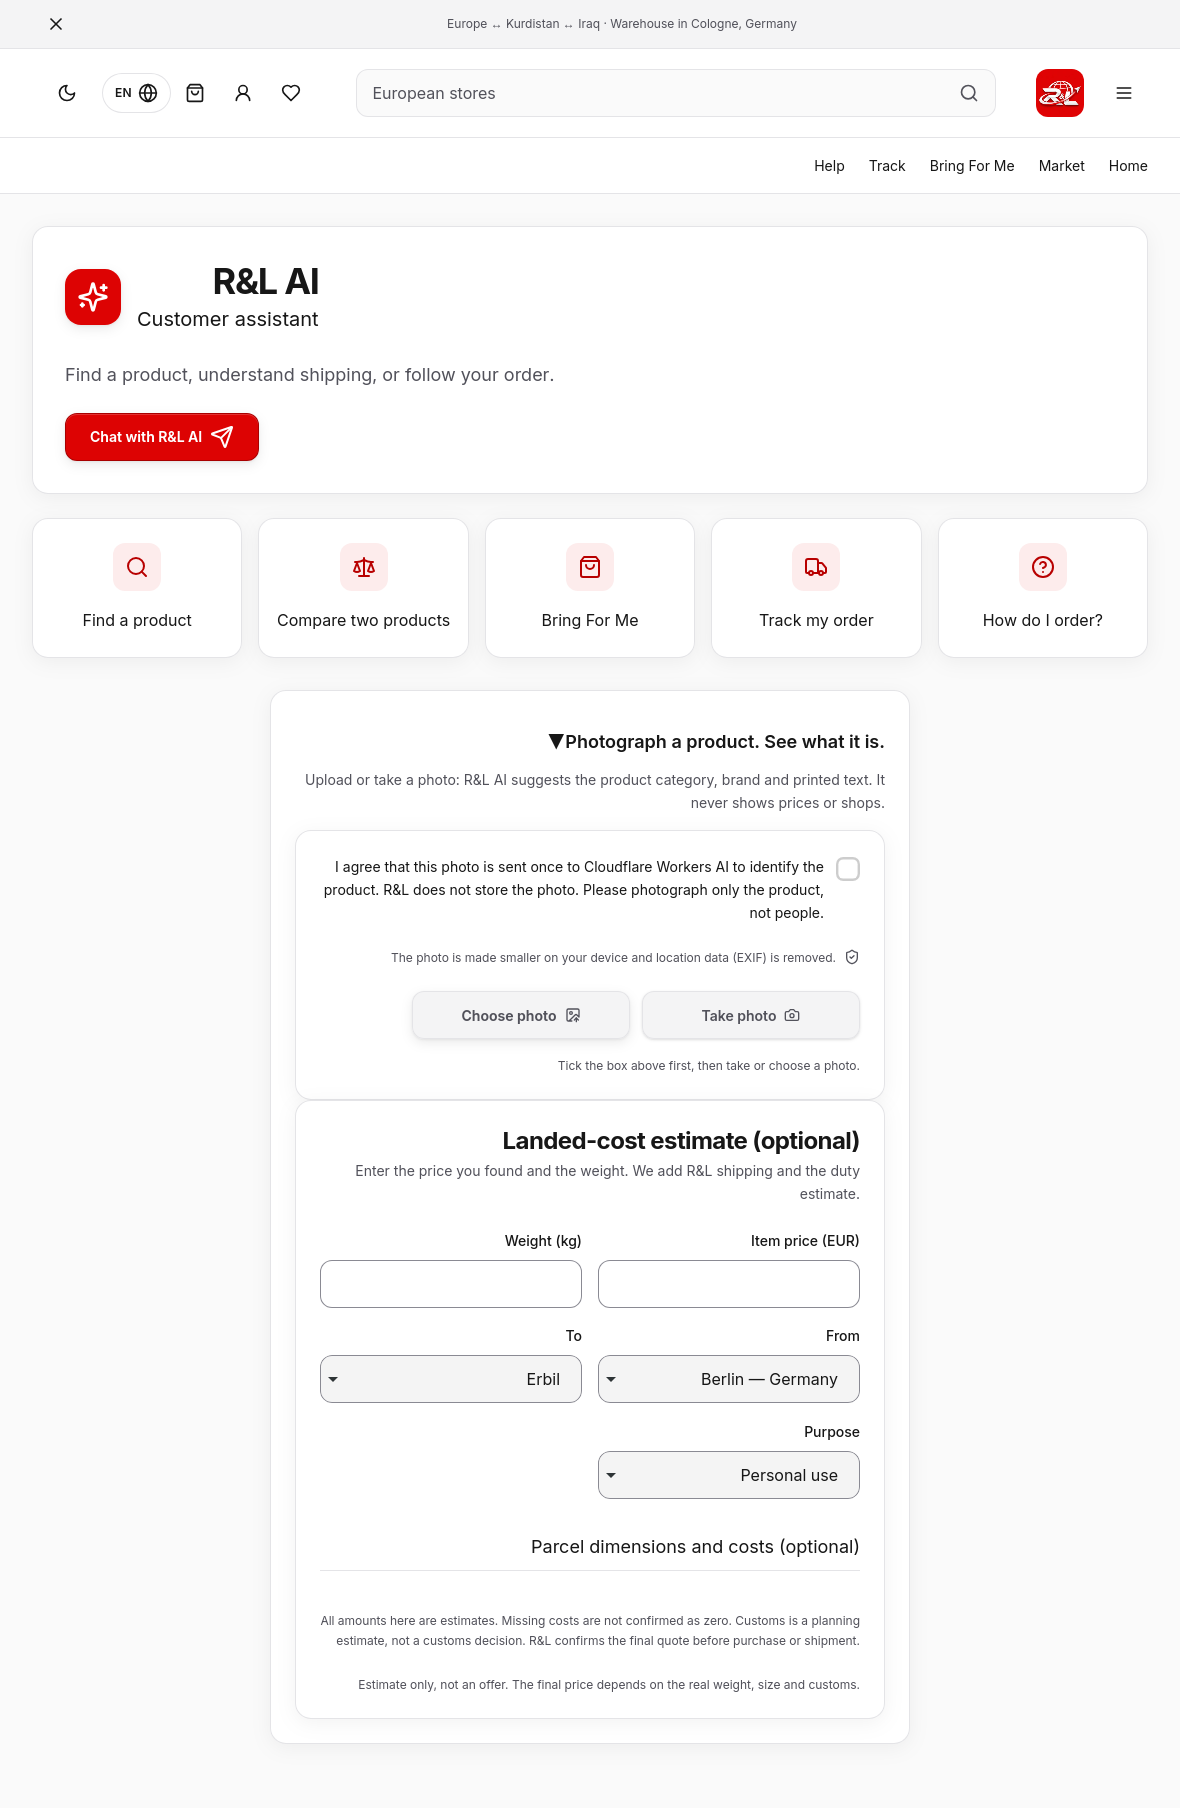 Europe ↔ Kurdistan ↔ Iraq · Warehouse in Cologne, Germany
EN
European stores
R&L
Help
Track
Bring For Me
Market
Home
R&L AI
Customer assistant
Find a product, understand shipping, or follow your order.
Chat with R&L AI
Find a product
Compare two products
Bring For Me
Track my order
How do I order?
▼Photograph a product. See what it is.
Upload or take a photo: R&L AI suggests the product category, brand and printed text. It
never shows prices or shops.
I agree that this photo is sent once to Cloudflare Workers AI to identify the
product. R&L does not store the photo. Please photograph only the product,
not people.
The photo is made smaller on your device and location data (EXIF) is removed.
Choose photo
Take photo
Tick the box above first, then take or choose a photo.
Landed-cost estimate (optional)
Enter the price you found and the weight. We add R&L shipping and the duty
estimate.
Weight (kg)
Item price (EUR)
To
From
Erbil
Berlin — Germany
Purpose
Personal use
Parcel dimensions and costs (optional)
All amounts here are estimates. Missing costs are not confirmed as zero. Customs is a planning
estimate, not a customs decision. R&L confirms the final quote before purchase or shipment.
Estimate only, not an offer. The final price depends on the real weight, size and customs.